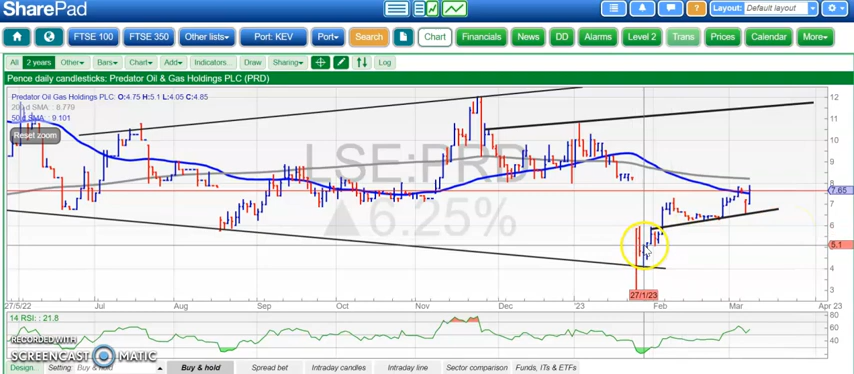 SharePad
Layout: Default layout
FTSE 100 FTSE 350 Other lists Port: KEV Port Search Chart Financials News DD Alarms Level 2 Trans Prices Calendar More
All 2 years Other Period Chart Add Indicators... Draw... Sharing Log
Pence daily candlesticks: Predator Oil & Gas Holdings PLC (PRD)
Predator Oil Gas Holdings PLC: O:4.75 H:5.1 L:4.05 C:4.85
SMA: 8.779
50 d SMA: 9.101
Reset zoom
LSE:PRD
▲6.25%
12
11
10
9
8
7.65
7
6
5.1
4
3
27/1/23
27/5/22 Jul Aug Sep Oct Nov Dec '23 Feb Mar Apr 23
14 RSI: 21.8
80
60
40
20
RECORDED WITH
SCREENCAST MATIC
Design... Setting: Buy & hold Spread bet Intraday candles Intraday line Sector comparison Funds, ITs & ETFs